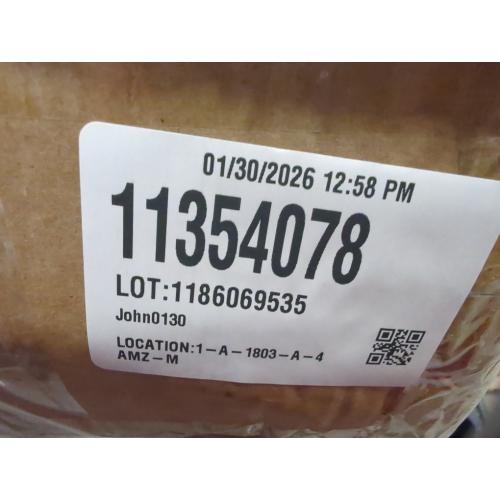 01/30/2026 12:58 PM
11354078
LOT:1186069535
John0130
LOCATION:1-A-1803-A-4
AMZ-M